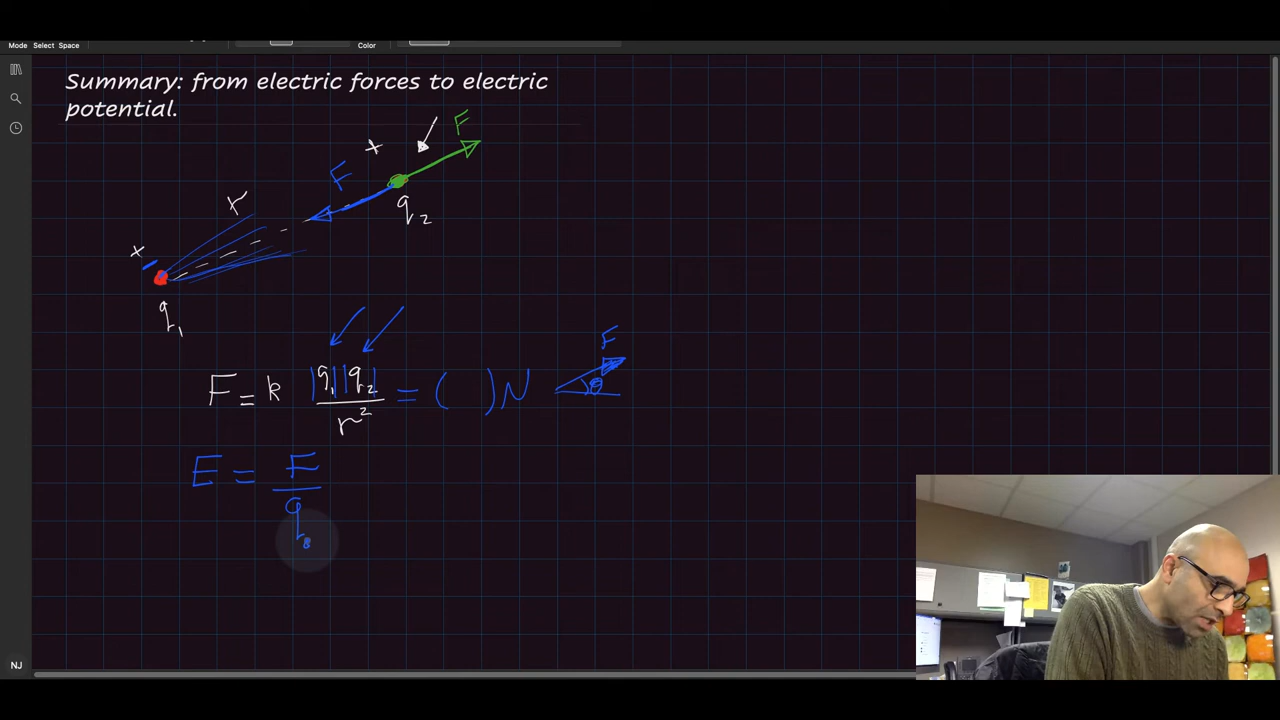 Mode Select Space Color
Summary: from electric forces to electric
potential.
F
+
F
q2
r
+
-
q1
F
F = k |q1||q2| / r² = ( ) N
θ
E = F / q0
NJ